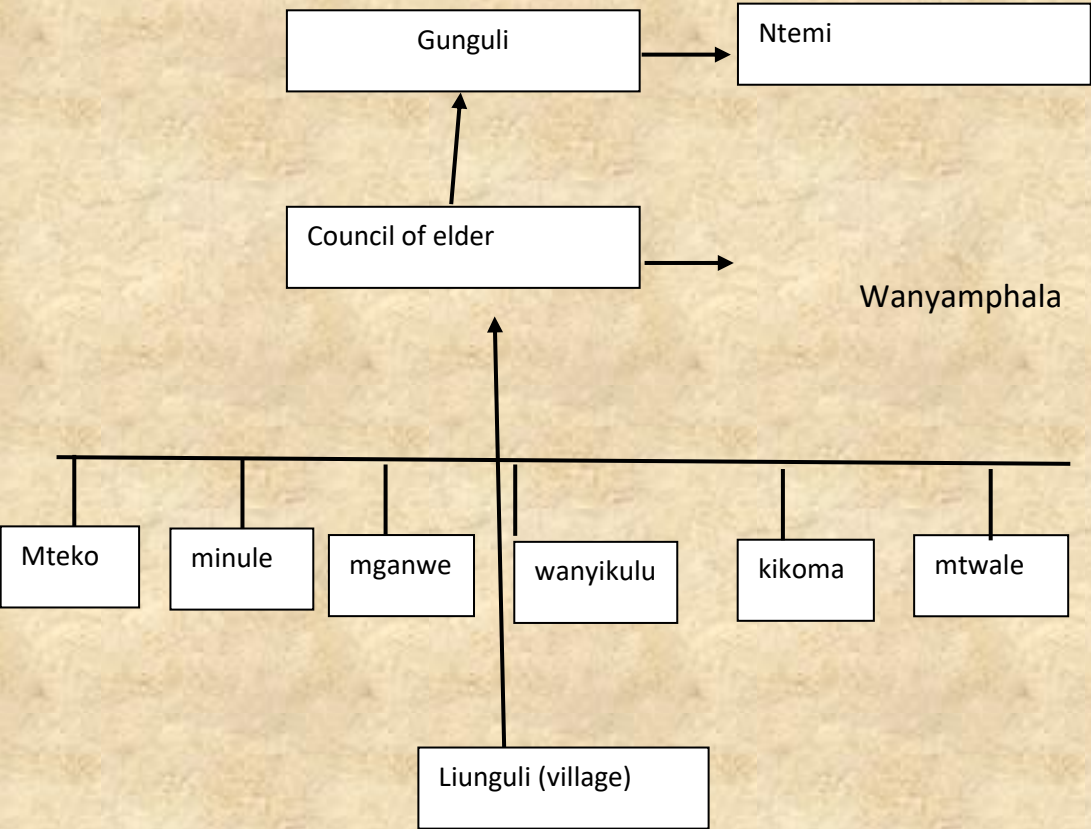 Gunguli
Ntemi
Council of elder
Wanyamphala
Mteko
minule
mganwe
wanyikulu
kikoma
mtwale
Liunguli (village)